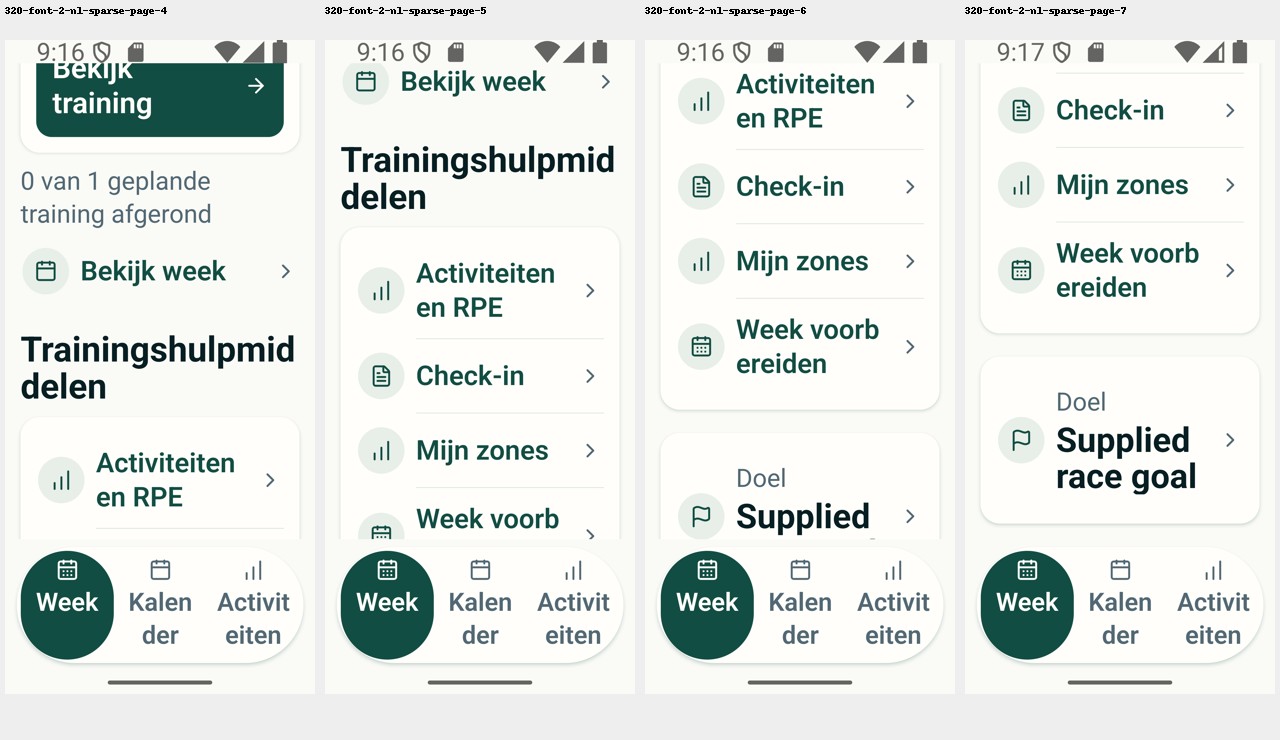 320-font-2-nl-sparse-page-4
9:16
Bekijk
training
0 van 1 geplande
training afgerond
Bekijk week
Trainingshulpmid
delen
Activiteiten
en RPE
Week
Kalen
der
Activit
eiten
320-font-2-nl-sparse-page-5
9:16
Bekijk week
Trainingshulpmid
delen
Activiteiten
en RPE
Check-in
Mijn zones
Week voorb
Week
Kalen
der
Activit
eiten
320-font-2-nl-sparse-page-6
9:16
Activiteiten
en RPE
Check-in
Mijn zones
Week voorb
ereiden
Doel
Supplied
Week
Kalen
der
Activit
eiten
320-font-2-nl-sparse-page-7
9:17
Check-in
Mijn zones
Week voorb
ereiden
Doel
Supplied
race goal
Week
Kalen
der
Activit
eiten